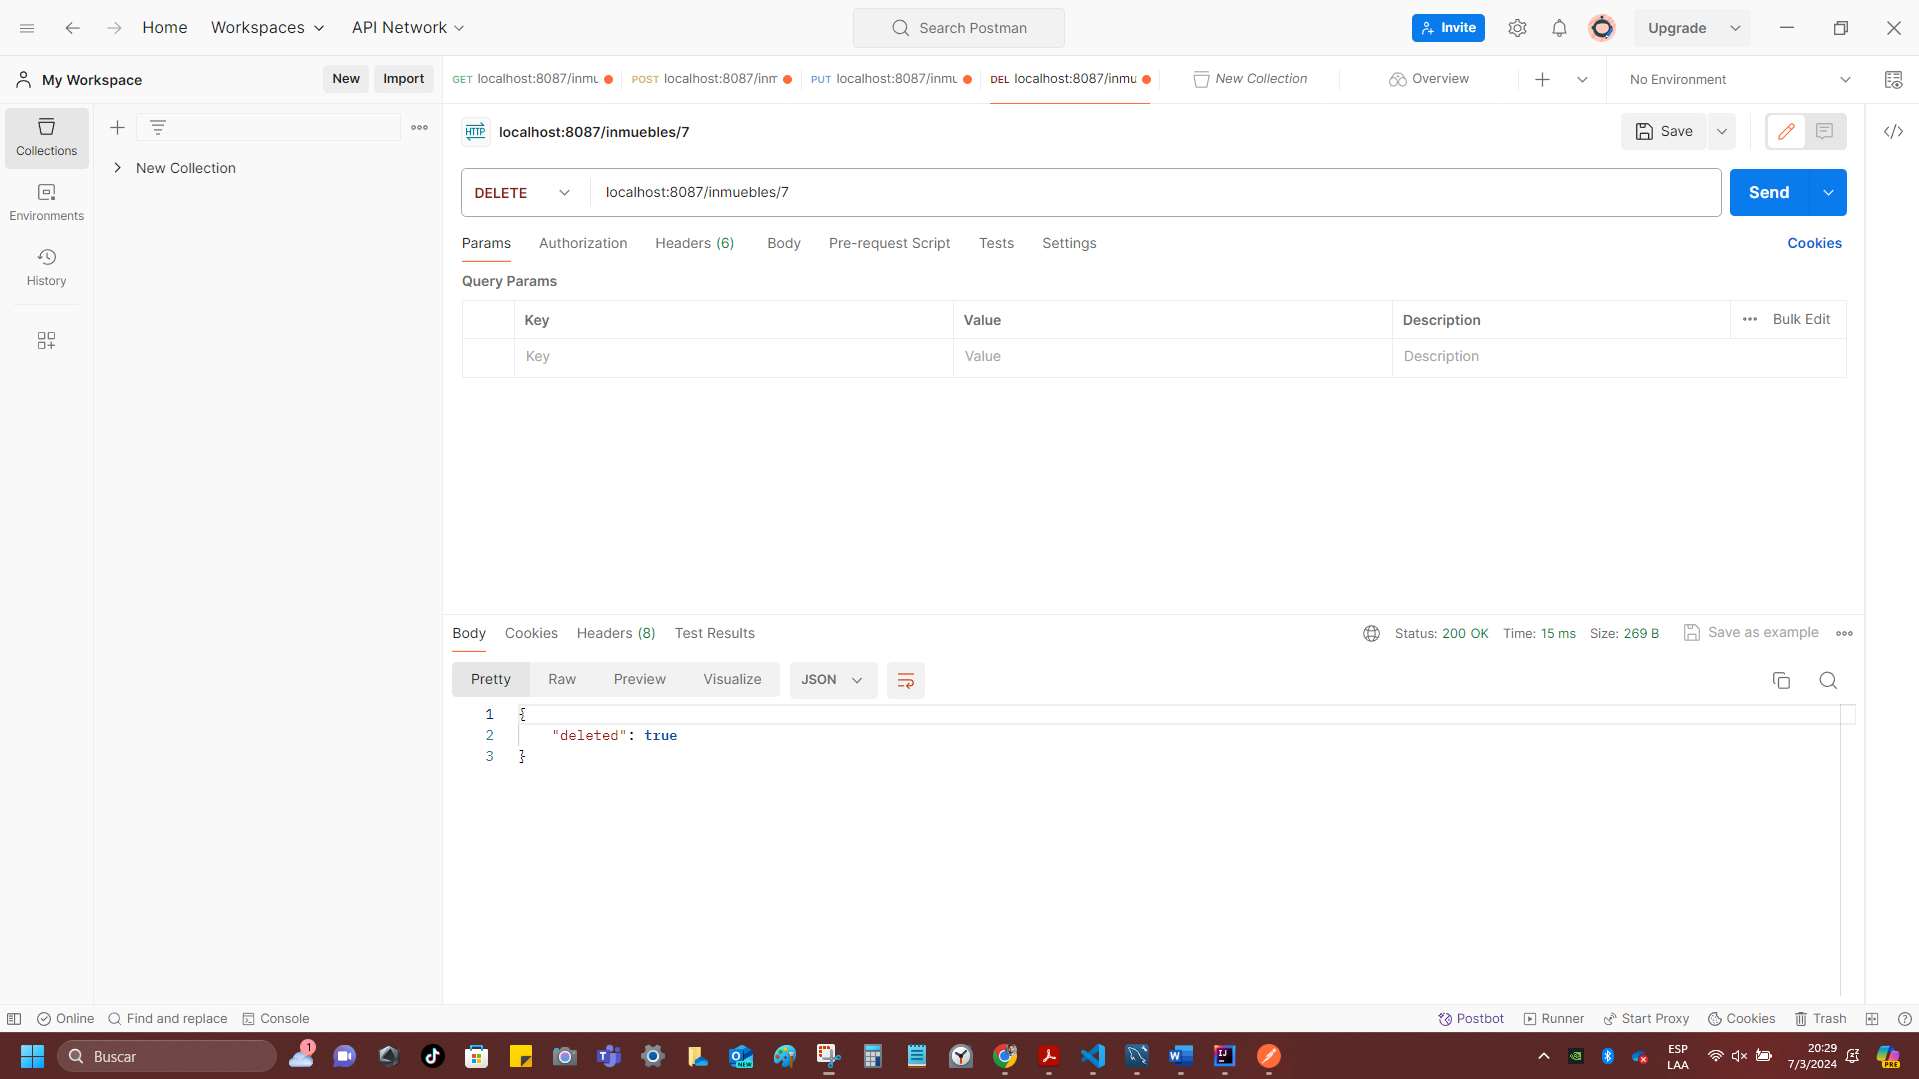 Home Workspaces API Network Search Postman Invite Upgrade
My Workspace New Import GET localhost:8087/inmu POST localhost:8087/inm PUT localhost:8087/inmu DEL localhost:8087/inmu New Collection Overview No Environment
Collections
New Collection
Environments
History
HTTP localhost:8087/inmuebles/7 Save
DELETE localhost:8087/inmuebles/7 Send
Params Authorization Headers (6) Body Pre-request Script Tests Settings Cookies
Query Params
Key Value Description Bulk Edit
Key Value Description
Body Cookies Headers (8) Test Results Status: 200 OK Time: 15 ms Size: 269 B Save as example
Pretty Raw Preview Visualize JSON
1 {
2 "deleted": true
3 }
Online Find and replace Console Postbot Runner Start Proxy Cookies Trash
Buscar 1 NEW ESP 20:29 PRE
LAA 7/3/2024